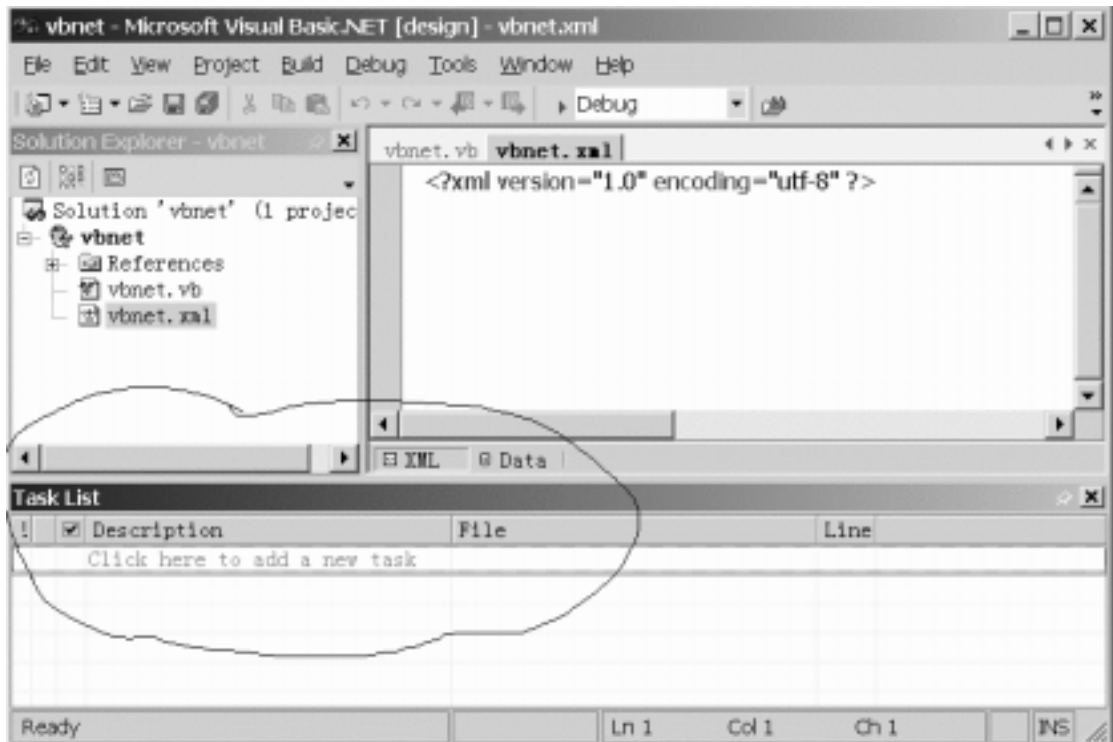 vbnet - Microsoft Visual Basic.NET [design] - vbnet.xml
File Edit View Project Build Debug Tools Window Help
Debug
Solution Explorer - vbnet
vbnet.vb vbnet.xml
<?xml version="1.0" encoding="utf-8" ?>
Solution 'vbnet' (1 projec
vbnet
References
vbnet.vb
vbnet.xml
XML Data
Task List
! Description File Line
Click here to add a new task
Ready Ln 1 Col 1 Ch 1 INS